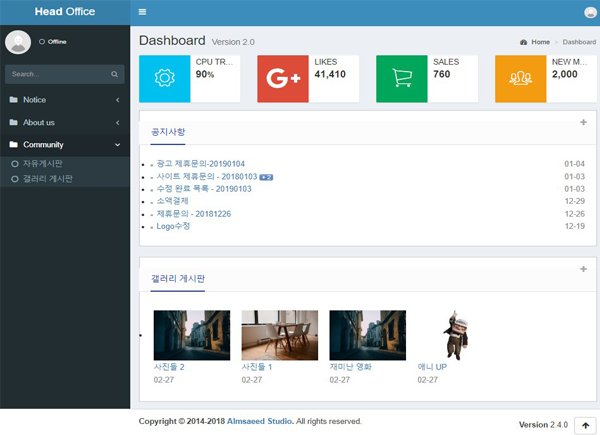 Head Office
Offline
Search...
Notice
About us
Community
자유게시판
갤러리 게시판
Dashboard Version 2.0
Home > Dashboard
CPU TR...
90%
LIKES
41,410
SALES
760
NEW M...
2,000
공지사항
광고 제휴문의-20190104 01-04
사이트 제휴문의 - 20180103 + 2 01-03
수정 완료 목록 - 20190103 01-03
소액결제 12-29
제휴문의 - 20181226 12-26
Logo수정 12-19
갤러리 게시판
사진들 2
02-27
사진들 1
02-27
재미난 영화
02-27
애니 UP
02-27
Copyright © 2014-2018 Almsaeed Studio. All rights reserved.
Version 2.4.0